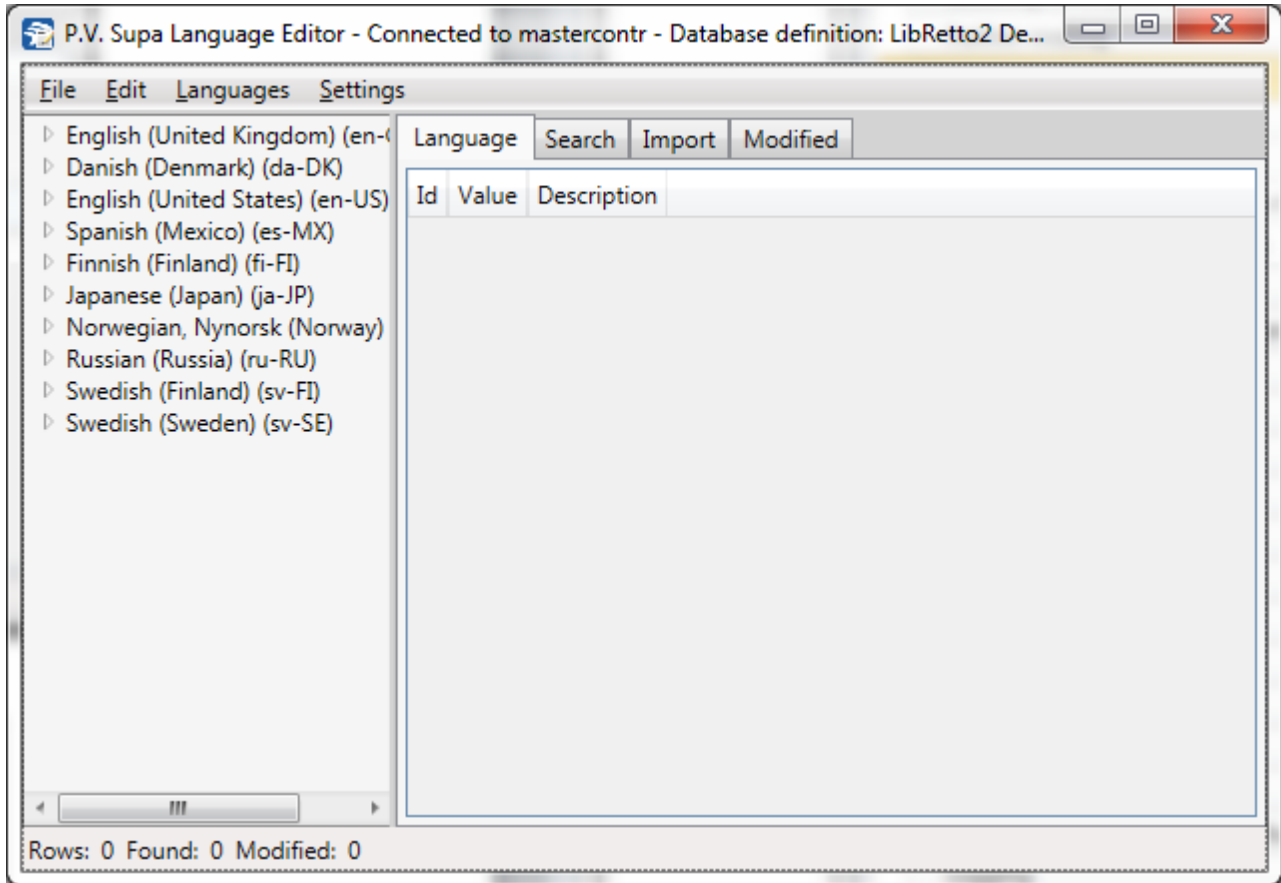 P.V. Supa Language Editor - Connected to mastercontr - Database definition: LibRetto2 De...
File Edit Languages Settings
English (United Kingdom) (en-
Danish (Denmark) (da-DK)
English (United States) (en-US)
Spanish (Mexico) (es-MX)
Finnish (Finland) (fi-FI)
Japanese (Japan) (ja-JP)
Norwegian, Nynorsk (Norway)
Russian (Russia) (ru-RU)
Swedish (Finland) (sv-FI)
Swedish (Sweden) (sv-SE)
Language Search Import Modified
Id Value Description
Rows: 0 Found: 0 Modified: 0